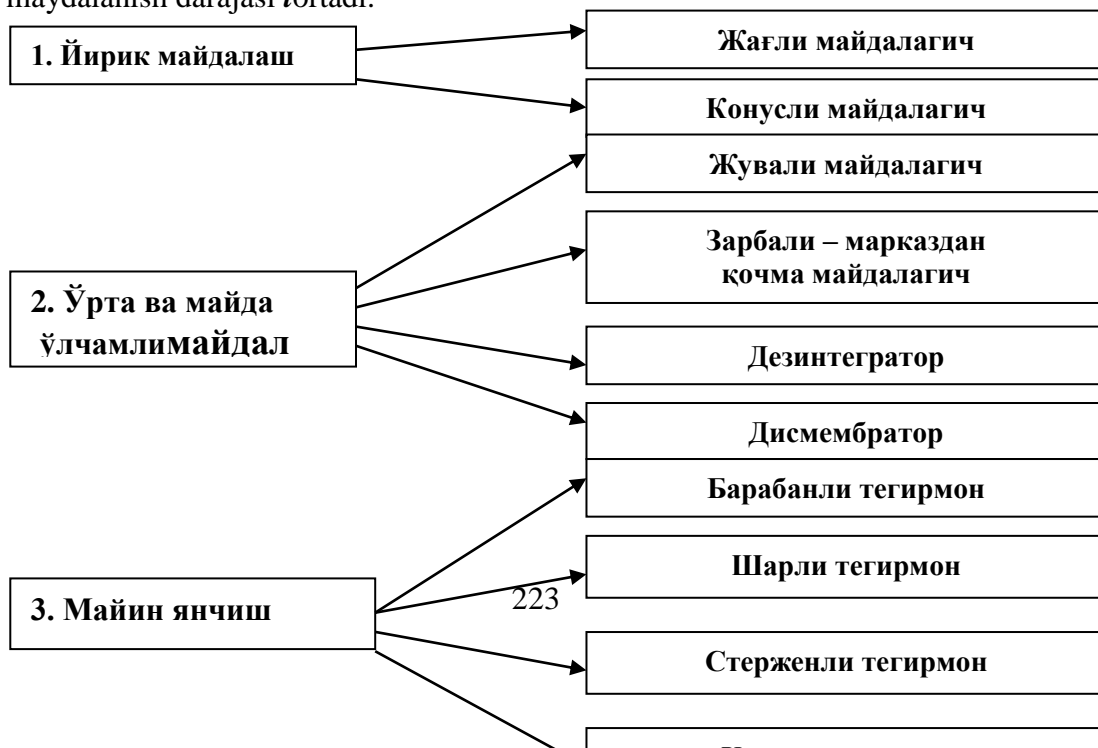 maydalanish darajasi iortadi.
1. Йирик майдалаш
Жағли майдалагич
Конусли майдалагич
2. Ўрта ва майда
ўлчамлимайдал
Жували майдалагич
Зарбали – марказдан
қочма майдалагич
Дезинтегратор
Дисмембратор
3. Майин янчиш
Барабанли тегирмон
Шарли тегирмон
Стерженли тегирмон
223